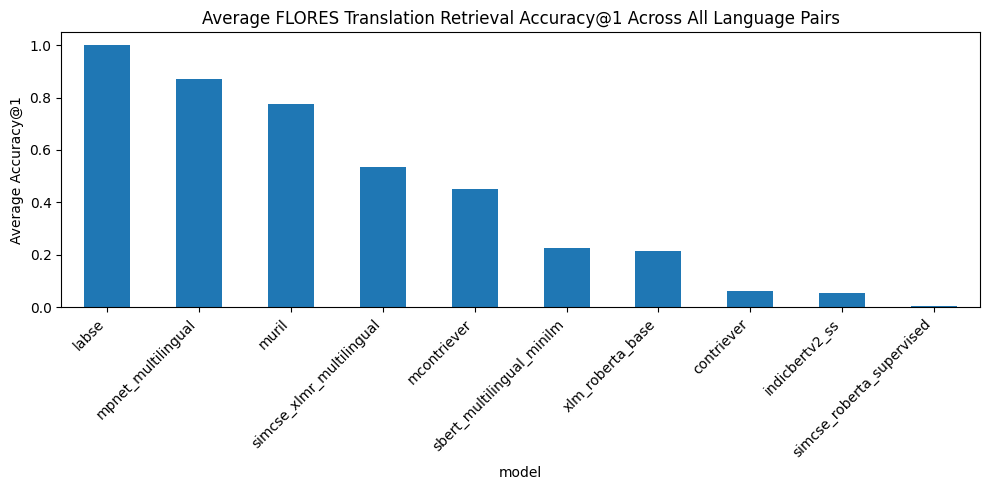 Average FLORES Translation Retrieval Accuracy@1 Across All Language Pairs
Average Accuracy@1
1.0
0.8
0.6
0.4
0.2
0.0
labse
mpnet_multilingual
muril
simcse_xlmr_multilingual
mcontriever
sbert_multilingual_minilm
xlm_roberta_base
contriever
indicbertv2_ss
simcse_roberta_supervised
model